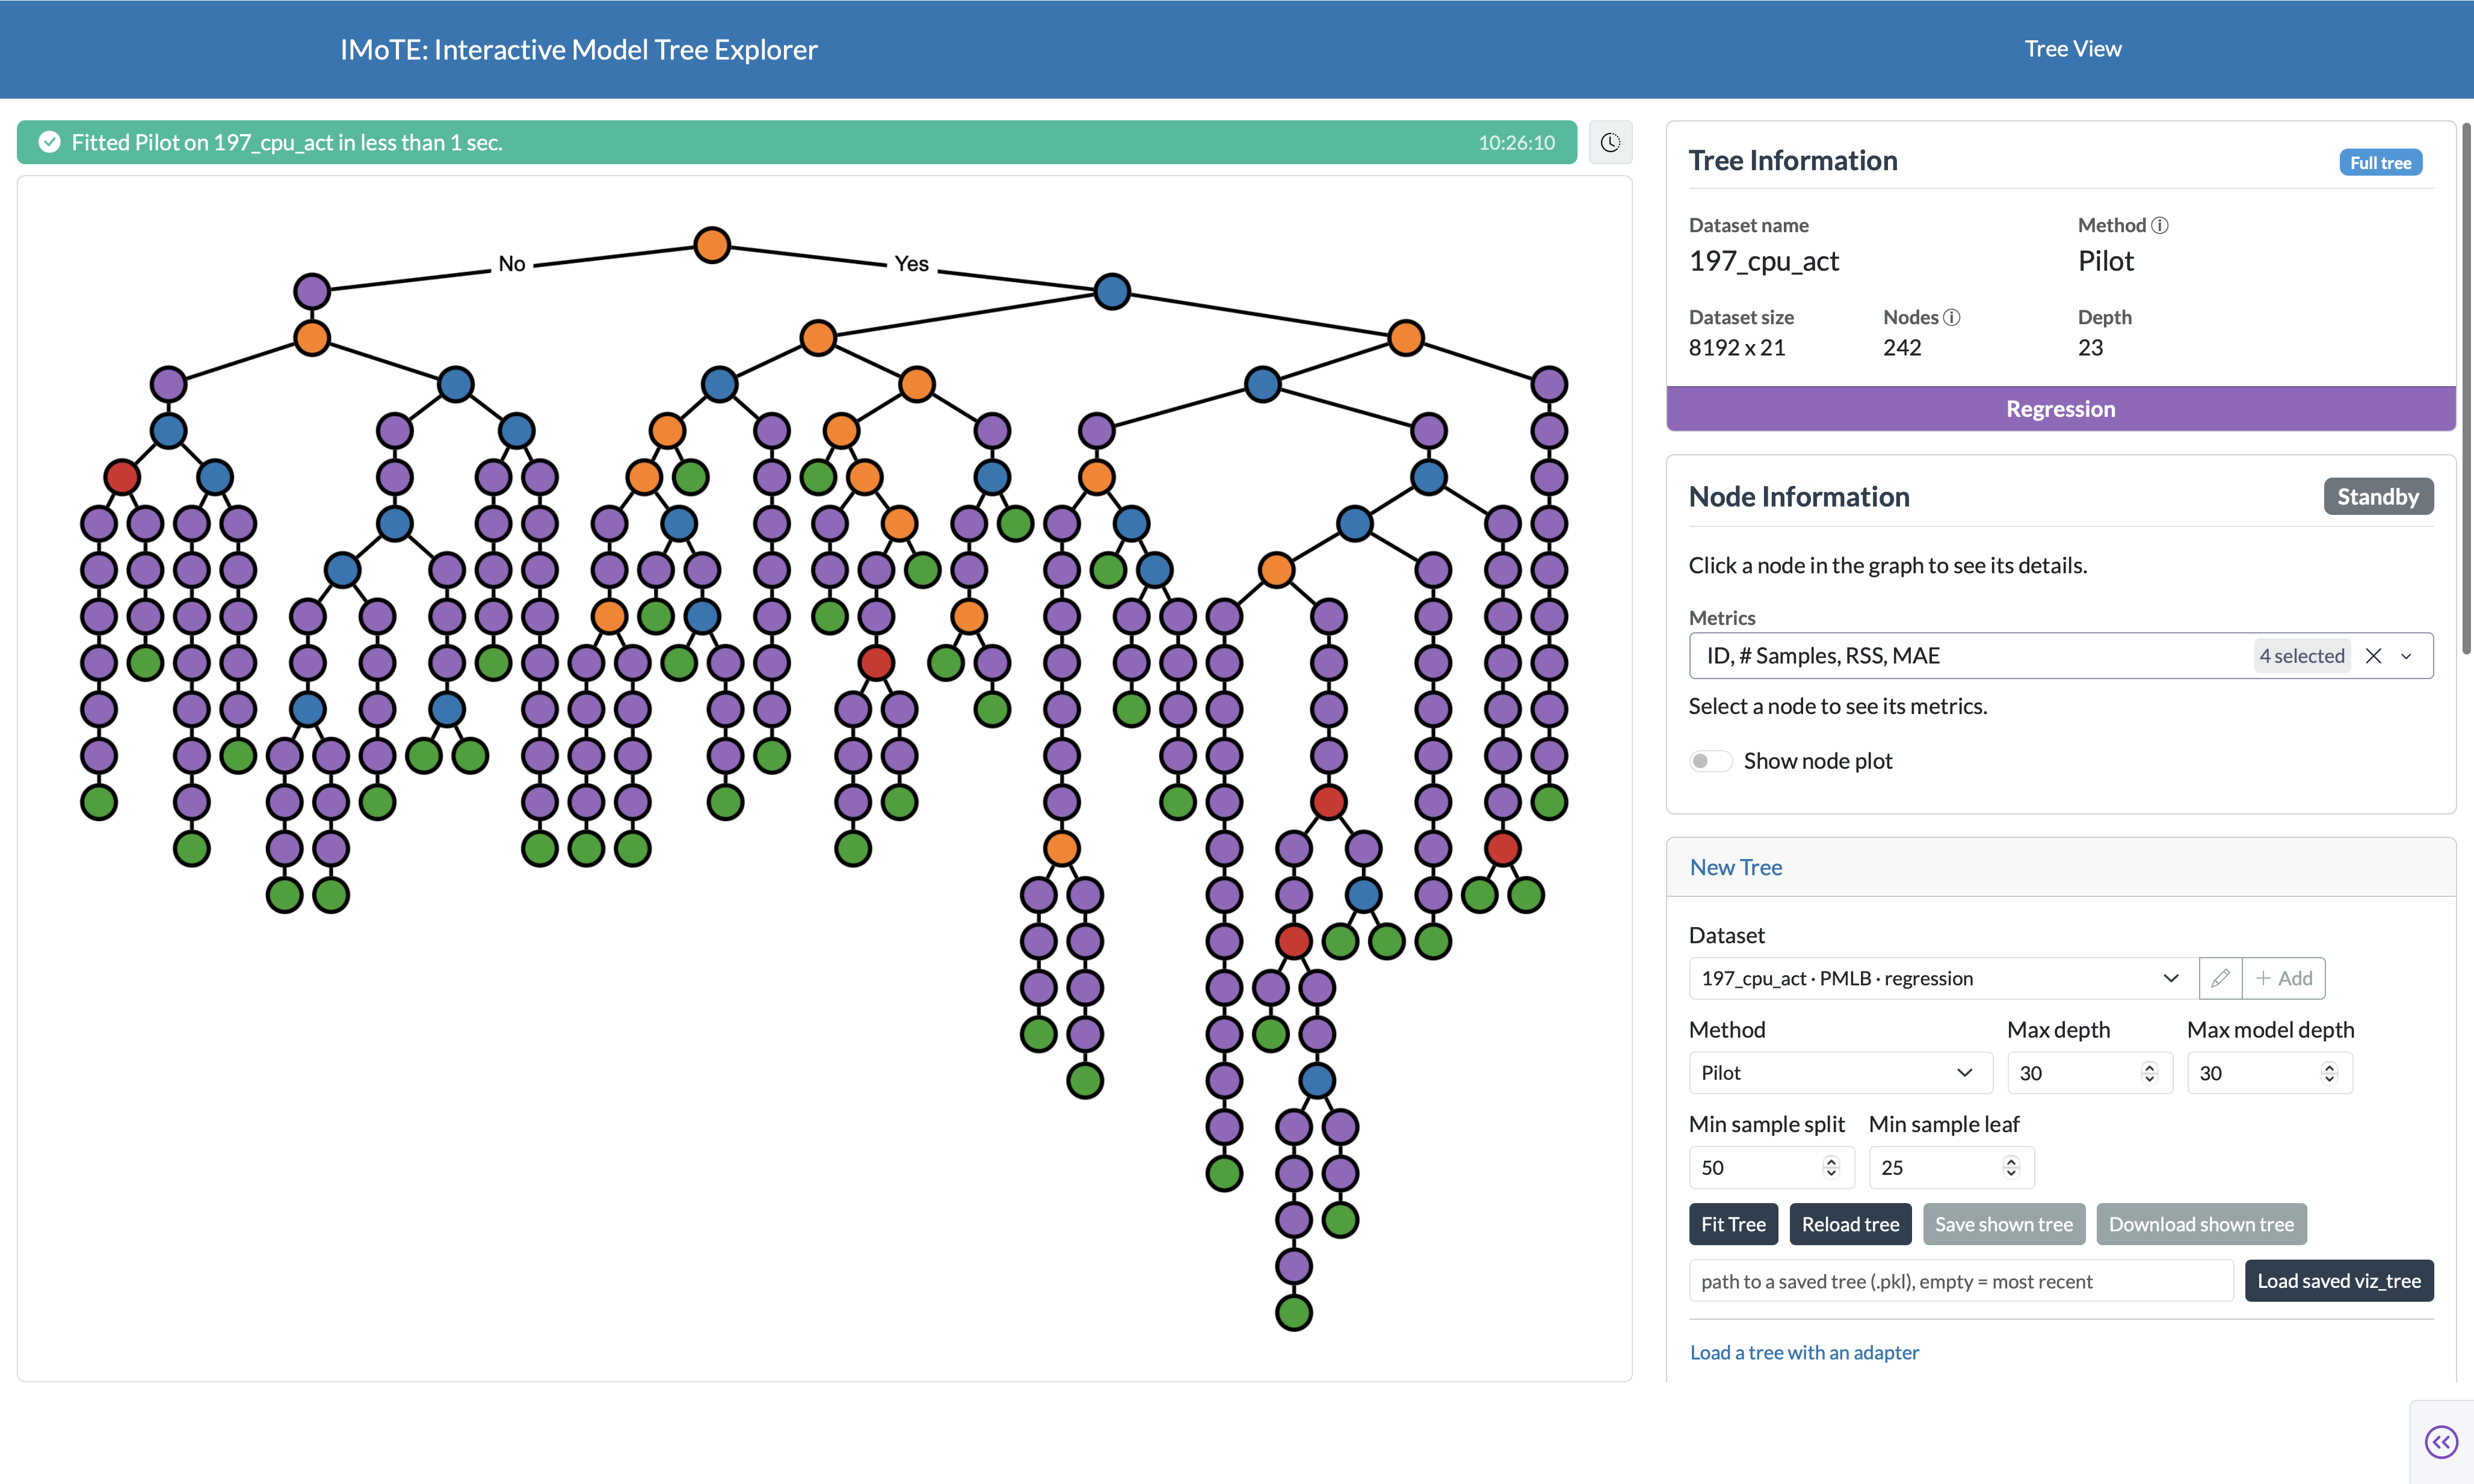 IMoTE: Interactive Model Tree Explorer
Tree View
Fitted Pilot on 197_cpu_act in less than 1 sec.
10:26:10
No
Yes
Tree Information
Full tree
Dataset name
Method
197_cpu_act
Pilot
Dataset size
Nodes
Depth
8192 x 21
242
23
Regression
Node Information
Standby
Click a node in the graph to see its details.
Metrics
ID, # Samples, RSS, MAE
4 selected
Select a node to see its metrics.
Show node plot
New Tree
Dataset
197_cpu_act · PMLB · regression
+ Add
Method
Max depth
Max model depth
Pilot
30
30
Min sample split
Min sample leaf
50
25
Fit Tree
Reload tree
Save shown tree
Download shown tree
path to a saved tree (.pkl), empty = most recent
Load saved viz_tree
Load a tree with an adapter